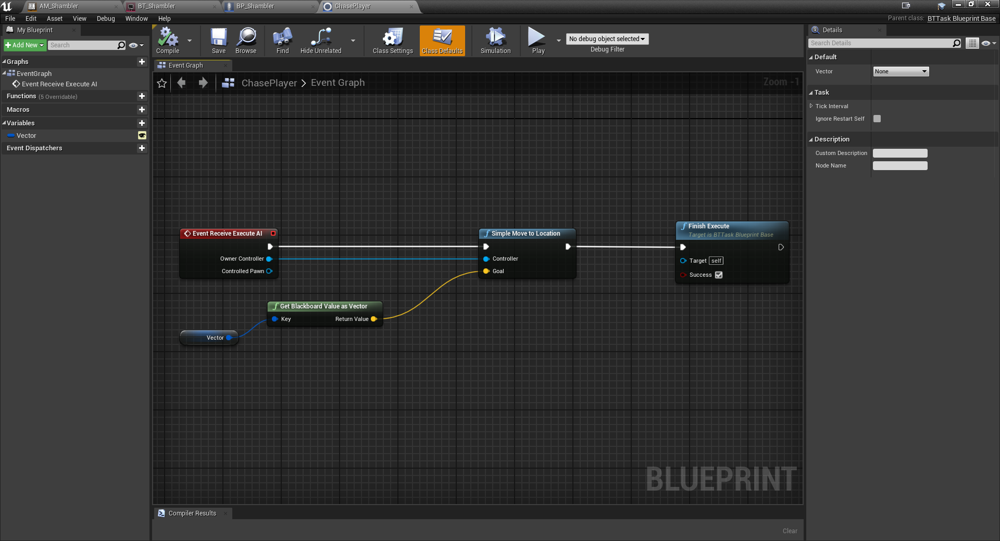 AM_Shambler
BT_Shambler
BP_Shambler
ChasePlayer
File Edit Asset View Debug Window Help
Parent class: BTTask Blueprint Base
My Blueprint
Add New
Search
Graphs
EventGraph
Event Receive Execute AI
Functions (5 Overridable)
Macros
Variables
Vector
Event Dispatchers
Compile
Save
Browse
Find
Hide Unrelated
Class Settings
Class Defaults
Simulation
Play
No debug object selected
Debug Filter
Event Graph
ChasePlayer > Event Graph
Zoom -1
Event Receive Execute AI
Owner Controller
Controlled Pawn
Simple Move to Location
Controller
Goal
Finish Execute
Target is BTTask Blueprint Base
Target self
Success
Get Blackboard Value as Vector
Key Return Value
Vector
BLUEPRINT
Compiler Results
Clear
Details
Search Details
Default
Vector None
Task
Tick Interval
Ignore Restart Self
Description
Custom Description
Node Name